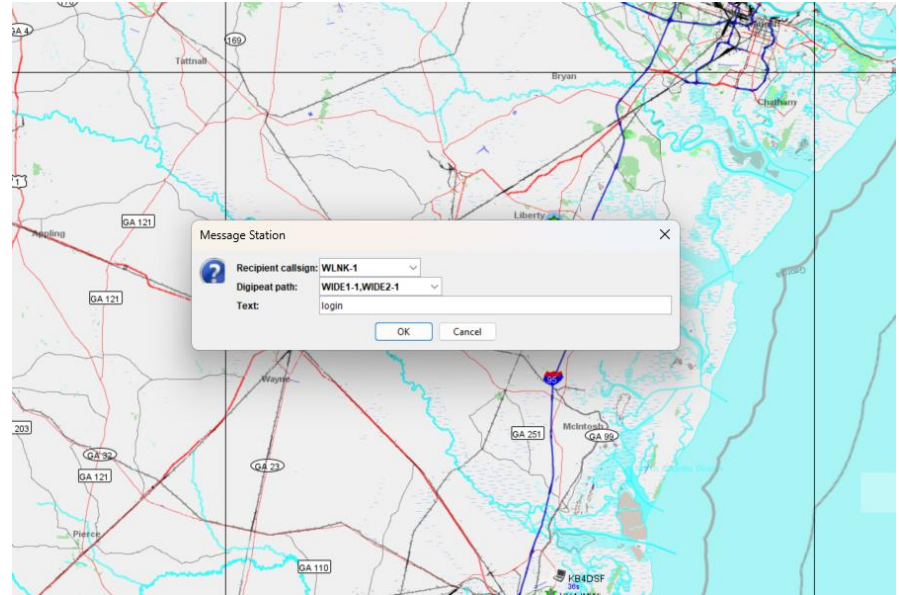 GA 4
169
Tattnall
Bryan
Chatham
1
GA 121
Liberty
Appling
Message Station
Recipient callsign: WLNK-1
Digipeat path: WIDE1-1,WIDE2-1
Text: login
OK Cancel
GA 121
Wayne
95
203
GA 251
McIntosh
GA 99
GA 32
GA 23
GA 121
Pierce
GA 110
KB4DSF
36s